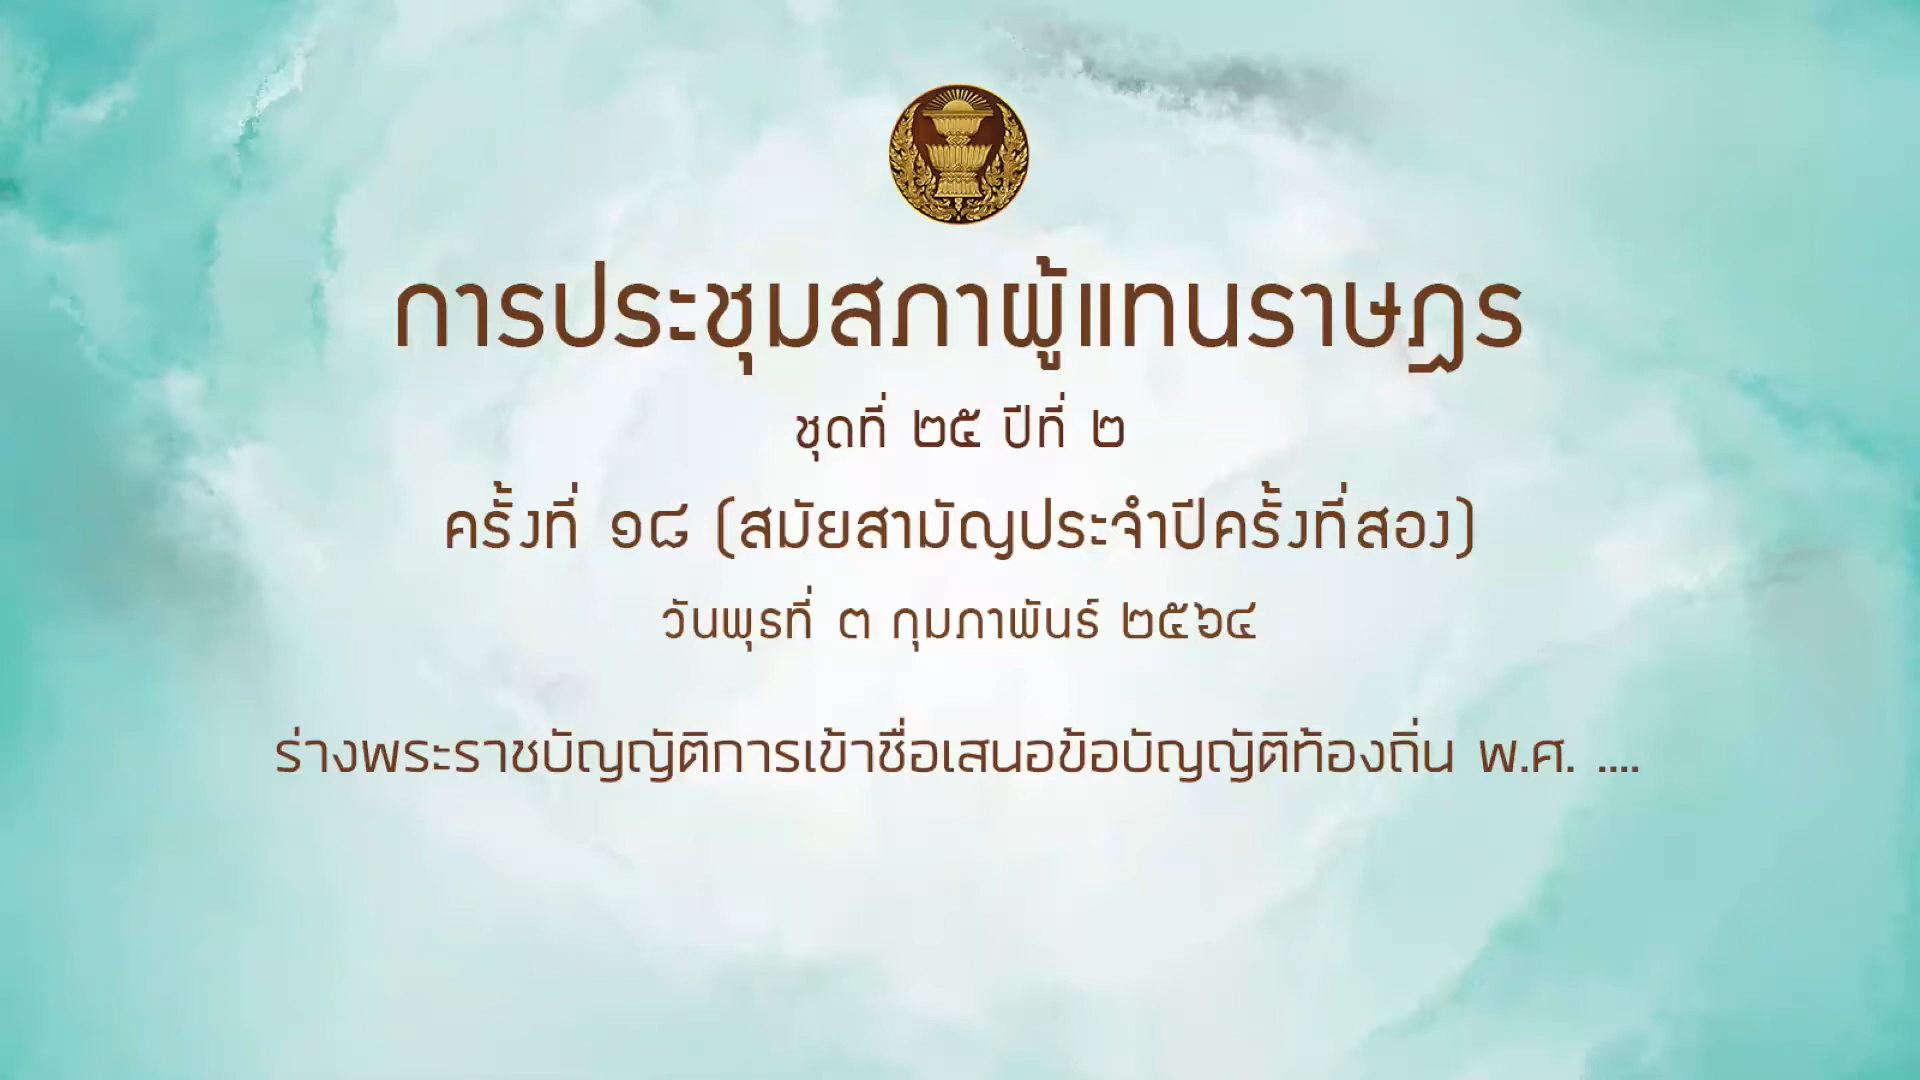 การประชุมสภาผู้แทนราษฎร
ชุดที่ ๒๕ ปีที่ ๒
ครั้งที่ ๑๘ (สมัยสามัญประจำปีครั้งที่สอง)
วันพุธที่ ๓ กุมภาพันธ์ ๒๕๖๔
ร่างพระราชบัญญัติการเข้าชื่อเสนอข้อบัญญัติท้องถิ่น พ.ศ. ....